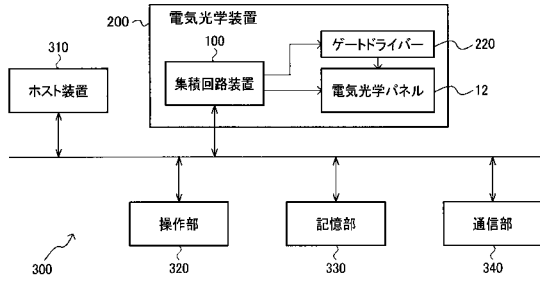 200
電気光学装置
310
100
ゲートドライバー
220
ホスト装置
集積回路装置
電気光学パネル
12
操作部
記憶部
通信部
300
320
330
340